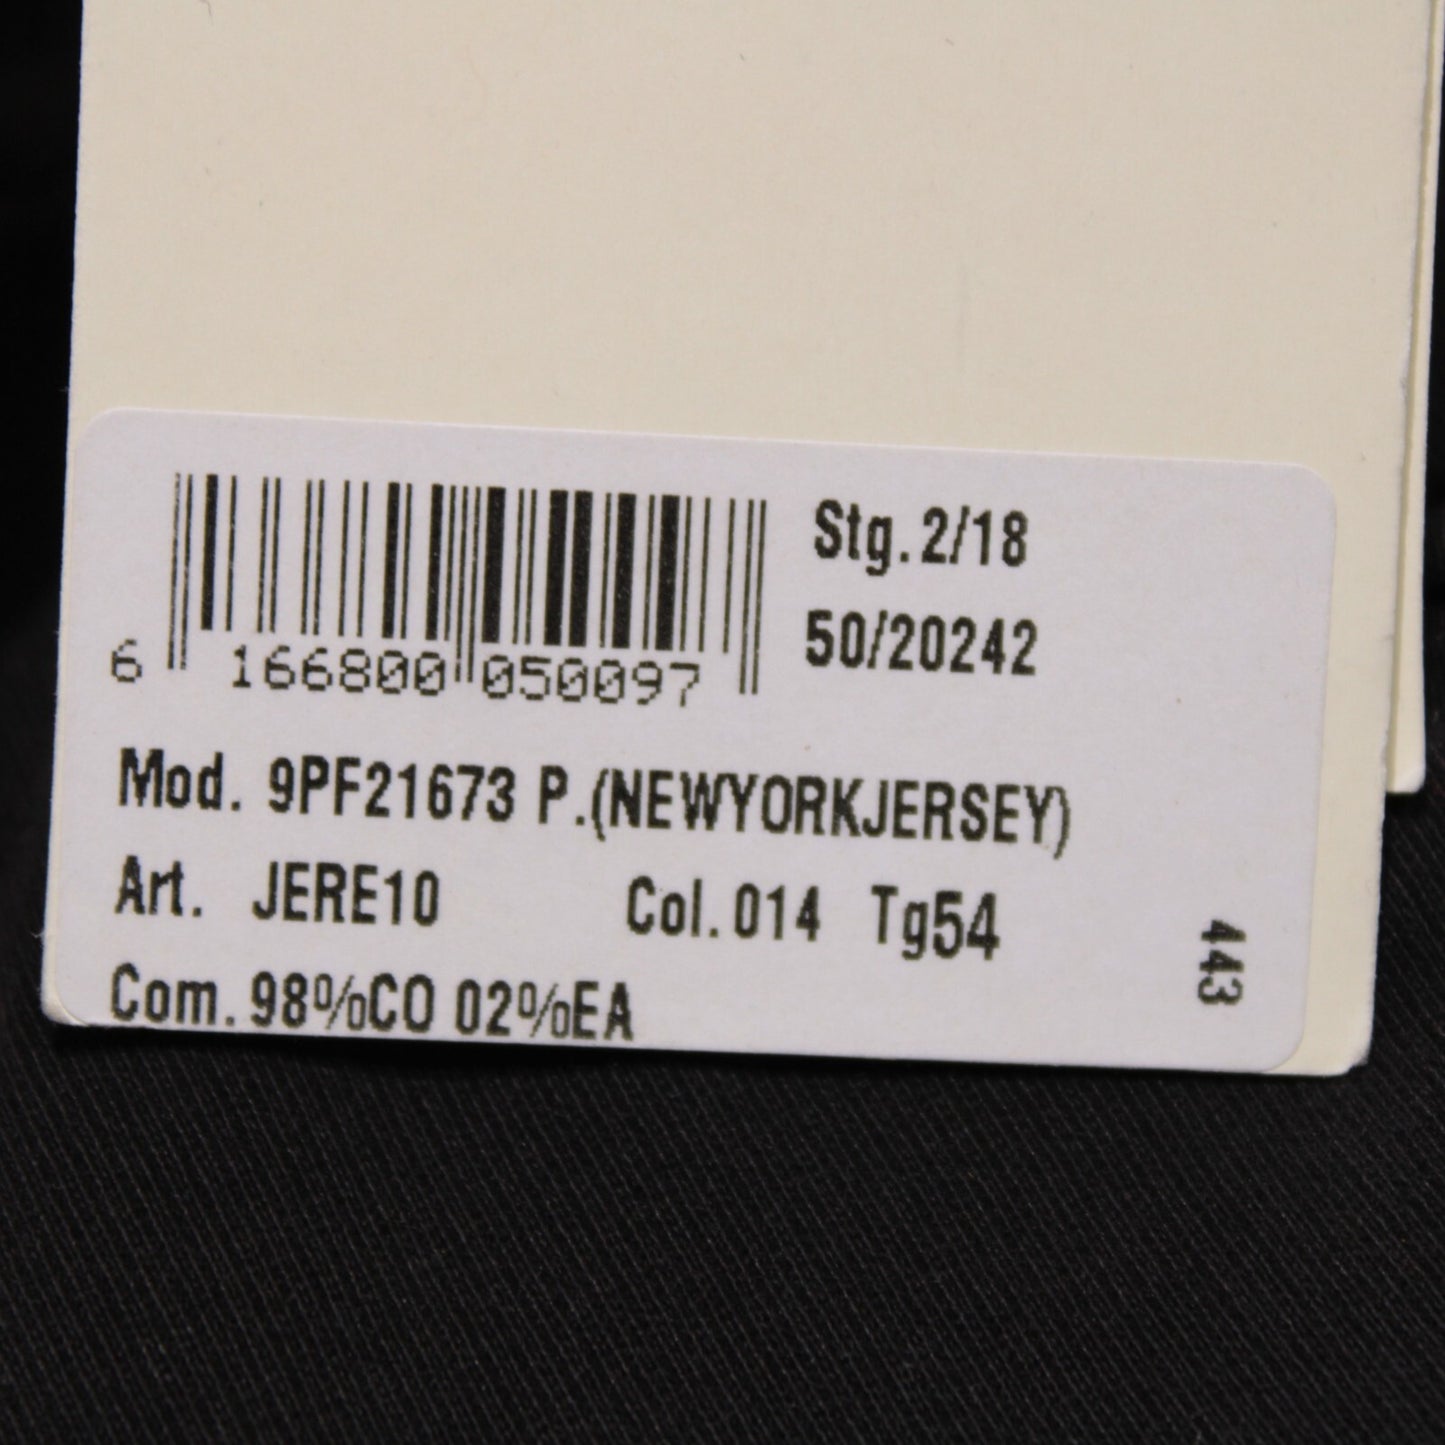 Stg. 2/18
50/20242
6 166800 050097
Mod. 9PF21673 P.(NEWYORKJERSEY)
Art. JERE10 Col. 014 Tg54
Com. 98%CO 02%EA
443